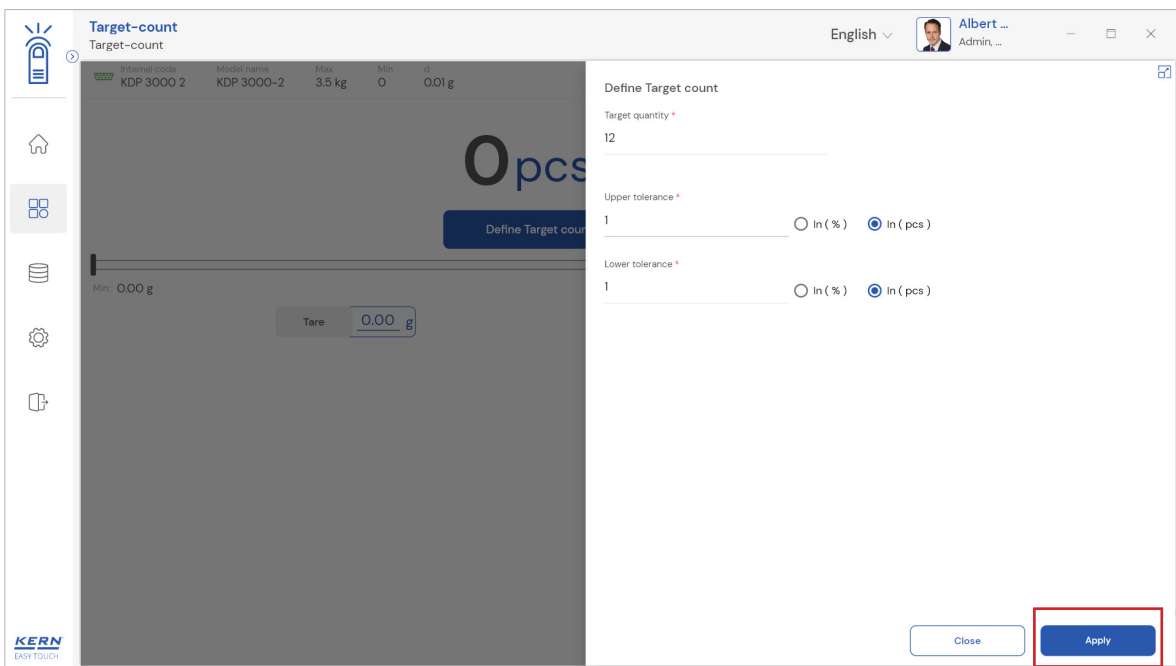 Target-count
Target-count
English
Albert ...
Admin, ...
Internal code Model name Max Min d
KDP 3000 2 KDP 3000-2 3.5 kg 0 0.01 g
0 pcs
Define Target cour
Min: 0.00 g
Tare 0.00 g
Define Target count
Target quantity *
12
Upper tolerance *
1 In ( % ) In ( pcs )
Lower tolerance *
1 In ( % ) In ( pcs )
Close Apply
KERN
EASY TOUCH